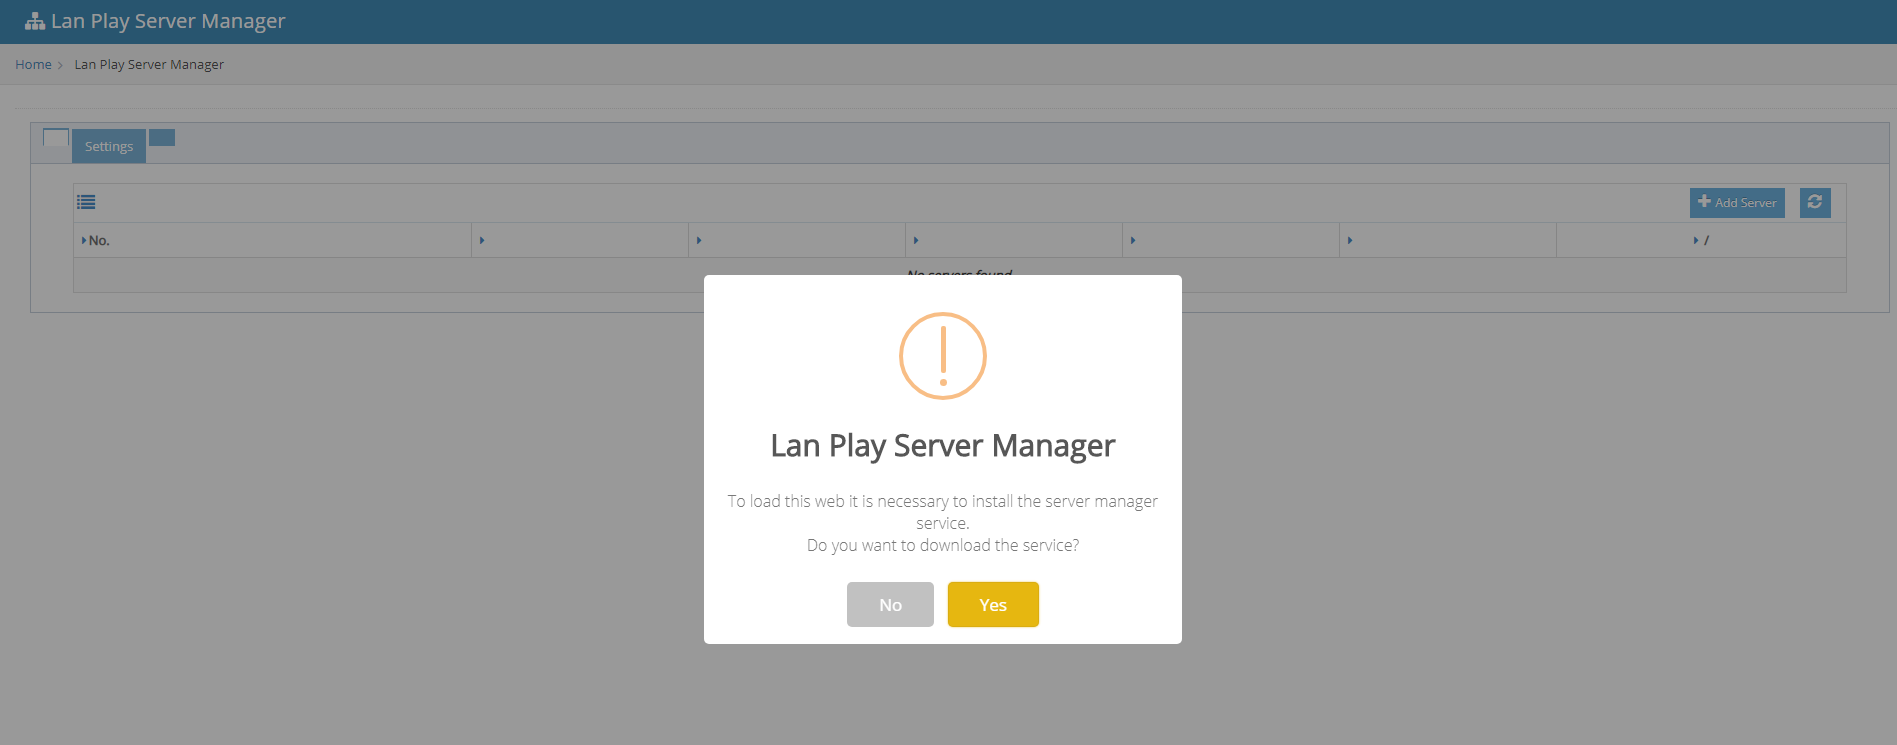 Lan Play Server Manager
Home
Lan Play Server Manager
Settings
Add Server
No.
/
No servers found
Lan Play Server Manager
To load this web it is necessary to install the server manager
service.
Do you want to download the service?
No
Yes